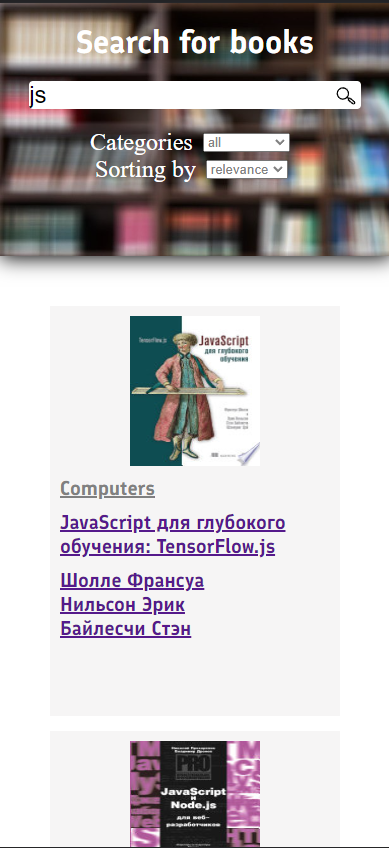 Search for books
js
Categories all
Sorting by relevance
TensorFlow.js
JavaScript
для глубокого
обучения
Computers
JavaScript для глубокого
обучения: TensorFlow.js
Шолле Франсуа
Нильсон Эрик
Байлесчи Стэн
PRO
JavaScript
и
Node.js
для веб-
разработчиков